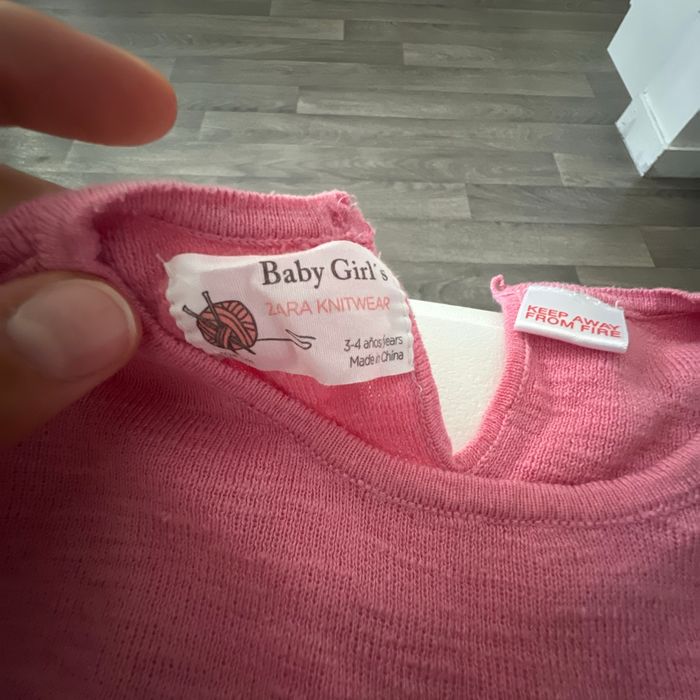 Baby Girl's
ZARA KNITWEAR
3-4 años/years
Made in China
KEEP AWAY
FROM FIRE